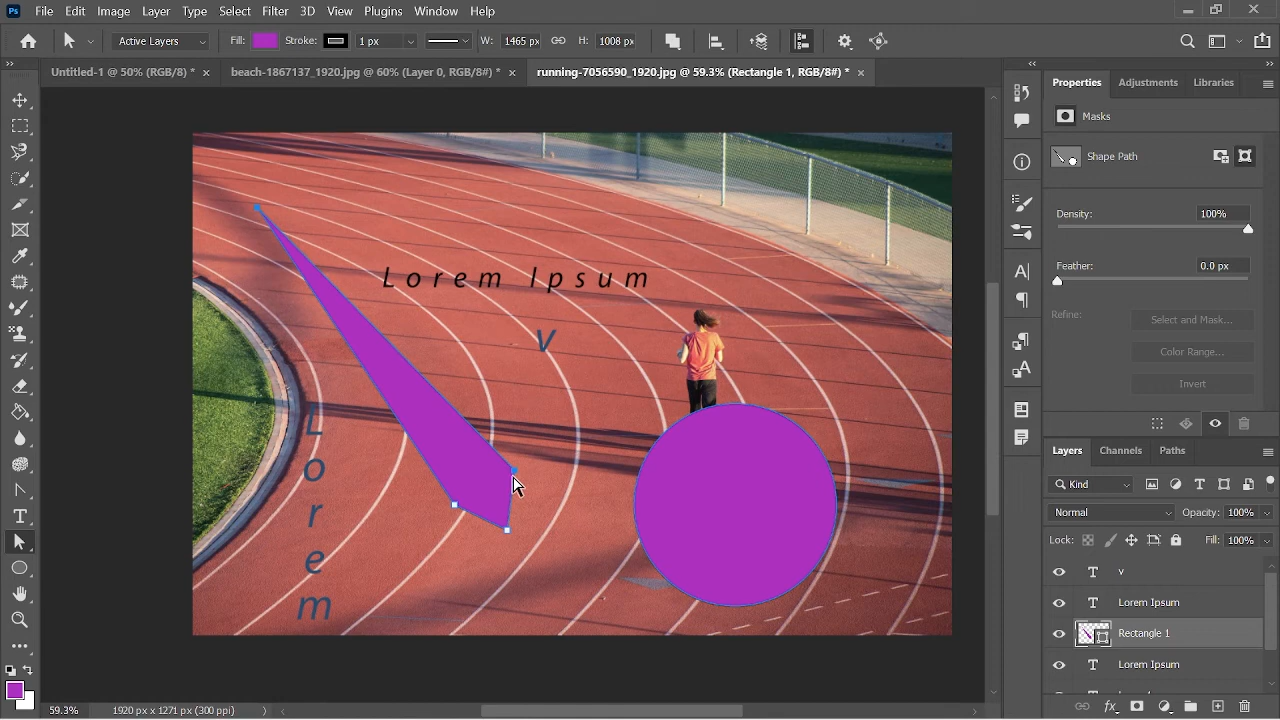 Ps File Edit Image Layer Type Select Filter 3D View Plugins Window Help
Active Layers Fill: Stroke: 1 px W: 1465 px H: 1008 px
Untitled-1 @ 50% (RGB/8) * × beach-1867137_1920.jpg @ 60% (Layer 0, RGB/8#) * × running-7056590_1920.jpg @ 59.3% (Rectangle 1, RGB/8#) * ×
Properties Adjustments Libraries
Masks
Shape Path
Density: 100%
Feather: 0.0 px
Refine: Select and Mask...
Color Range...
Invert
Lorem Ipsum
v
Lorem
Layers Channels Paths
Kind
Normal Opacity: 100%
Lock: Fill: 100%
v
Lorem Ipsum
Rectangle 1
Lorem Ipsum
59.3% 1920 px x 1271 px (300 ppi)